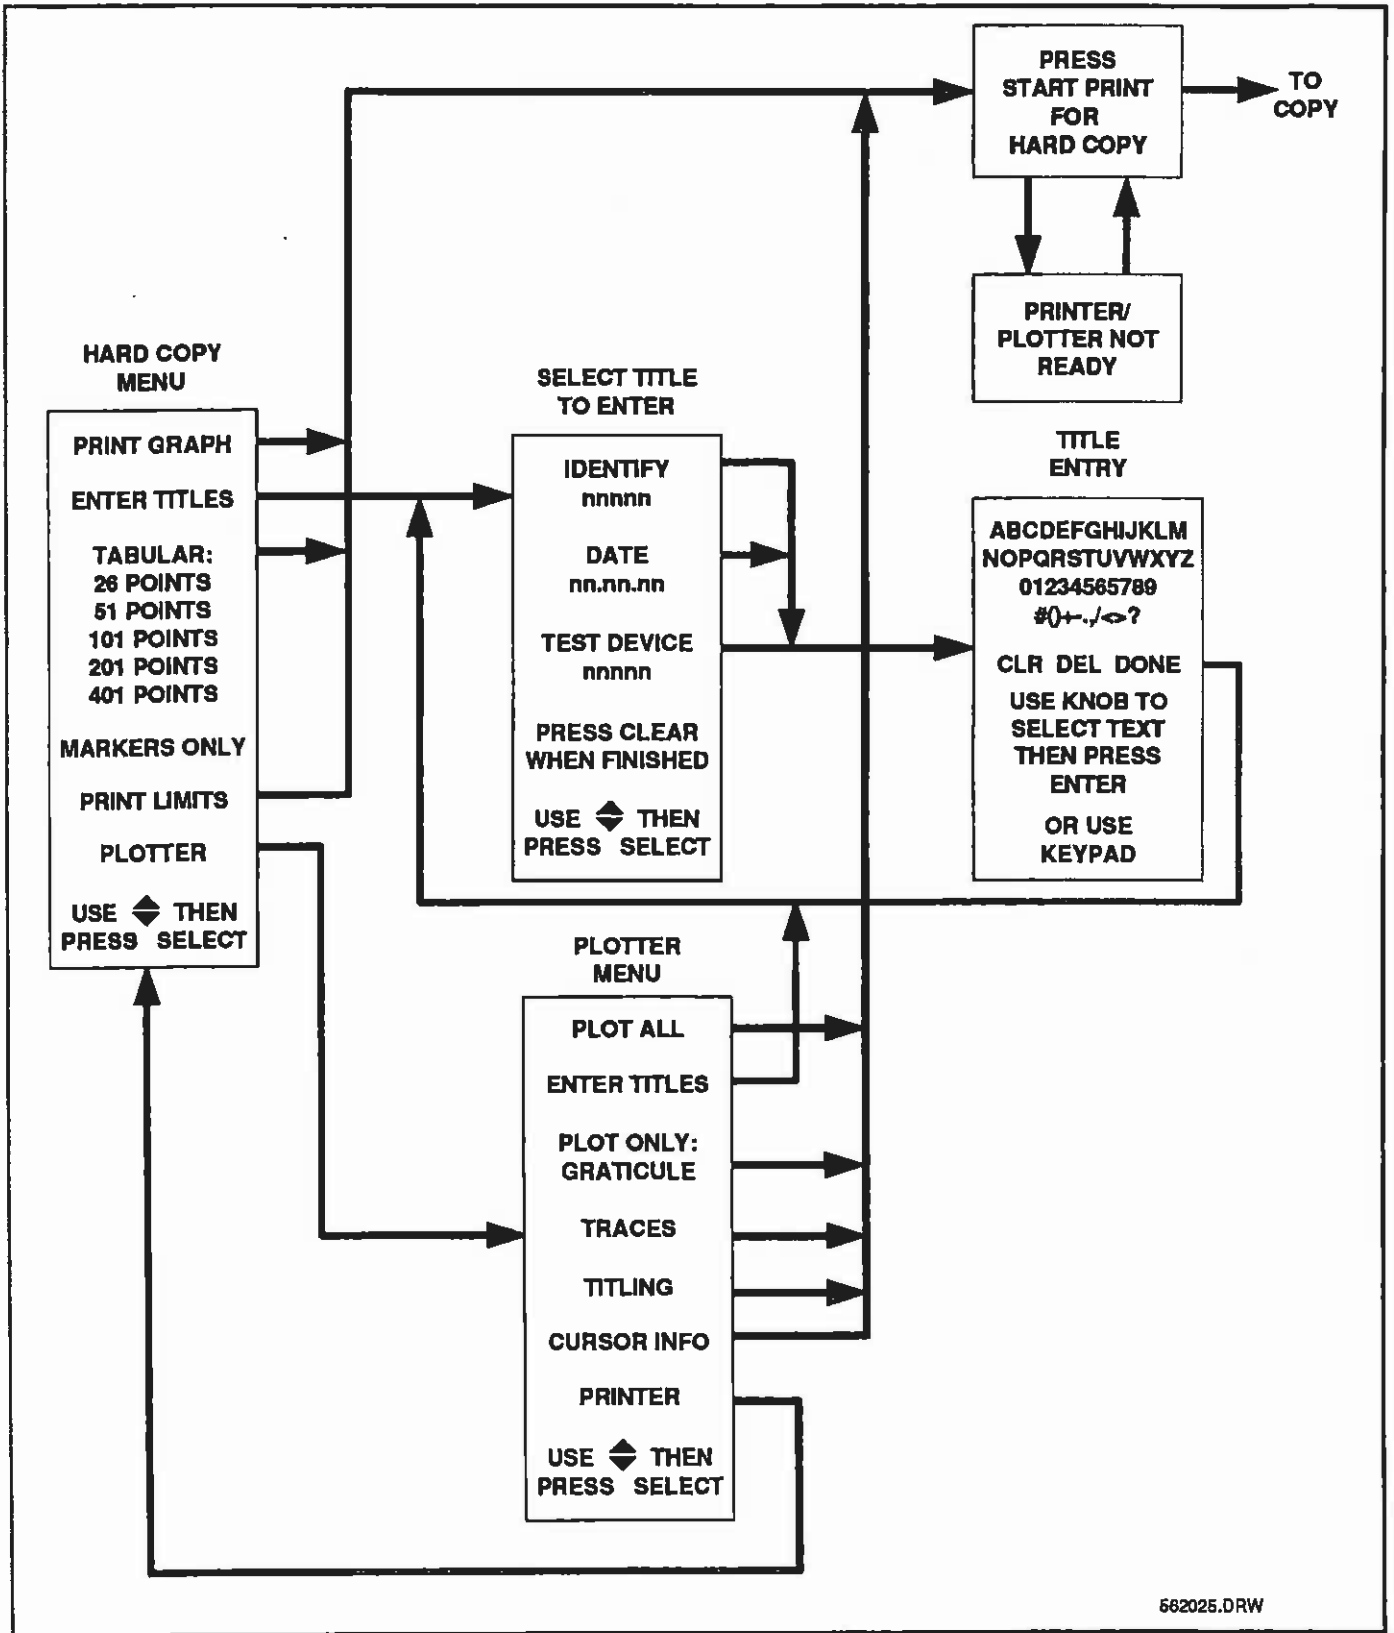 PRESS
START PRINT
FOR
HARD COPY
TO
COPY
PRINTER/
PLOTTER NOT
READY
HARD COPY
MENU
PRINT GRAPH
ENTER TITLES
TABULAR:
26 POINTS
51 POINTS
101 POINTS
201 POINTS
401 POINTS
MARKERS ONLY
PRINT LIMITS
PLOTTER
USE THEN
PRESS SELECT
SELECT TITLE
TO ENTER
IDENTIFY
nnnnn
DATE
nn.nn.nn
TEST DEVICE
nnnnn
PRESS CLEAR
WHEN FINISHED
USE THEN
PRESS SELECT
TITLE
ENTRY
ABCDEFGHIJKLM
NOPQRSTUVWXYZ
01234565789
#()+-.,/<>?
CLR DEL DONE
USE KNOB TO
SELECT TEXT
THEN PRESS
ENTER
OR USE
KEYPAD
PLOTTER
MENU
PLOT ALL
ENTER TITLES
PLOT ONLY:
GRATICULE
TRACES
TITLING
CURSOR INFO
PRINTER
USE THEN
PRESS SELECT
562025.DRW